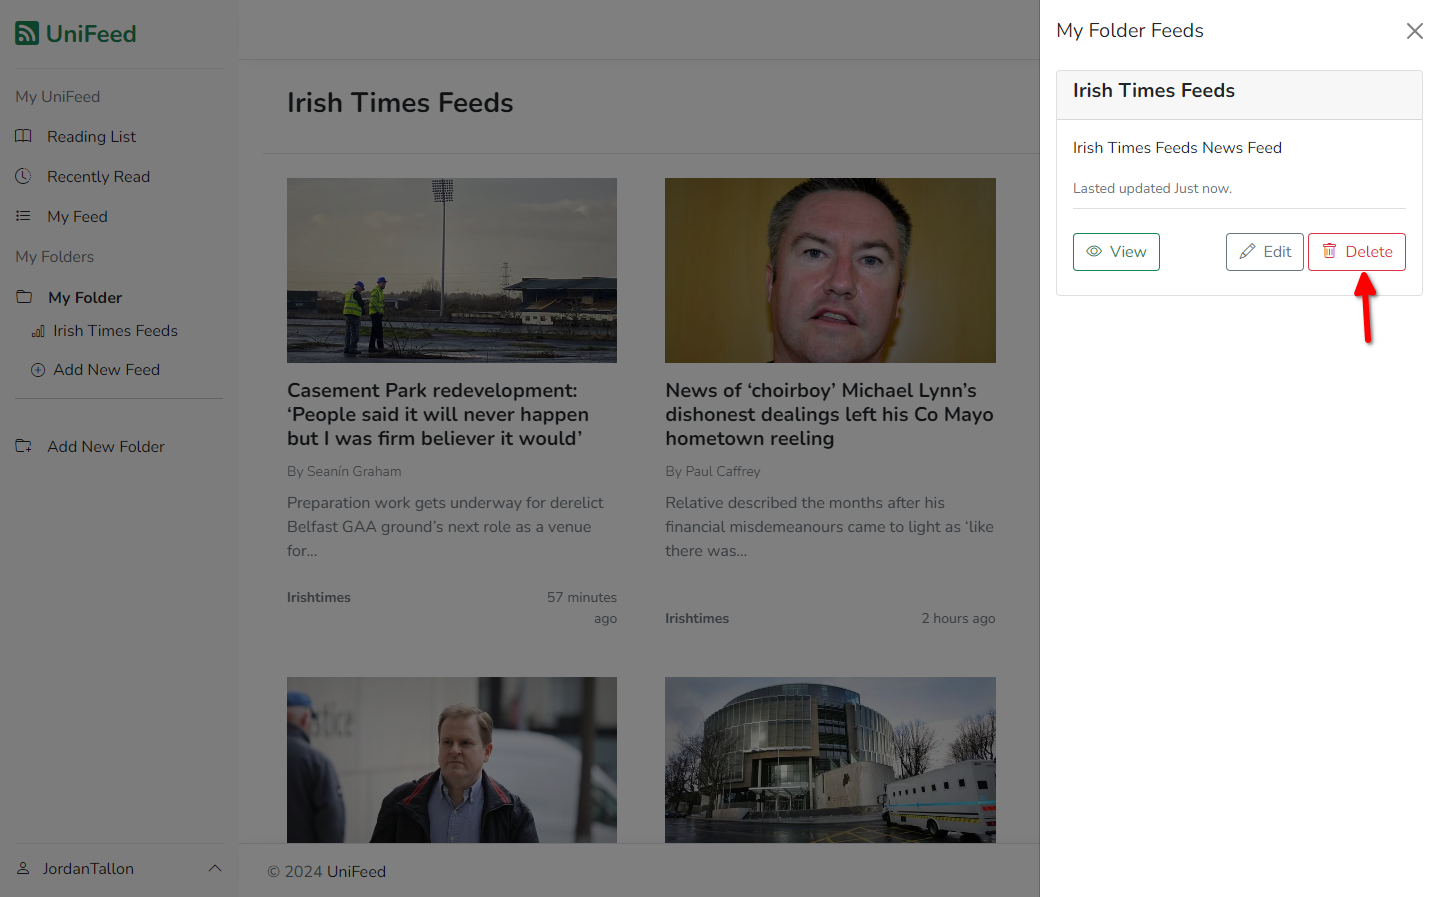 UniFeed
My UniFeed
Reading List
Recently Read
My Feed
My Folders
My Folder
Irish Times Feeds
Add New Feed
Add New Folder
JordanTallon
Irish Times Feeds
Casement Park redevelopment:
‘People said it will never happen
but I was firm believer it would’
By Seanín Graham
Preparation work gets underway for derelict
Belfast GAA ground’s next role as a venue
for...
Irishtimes
57 minutes
ago
News of ‘choirboy’ Michael Lynn’s
dishonest dealings left his Co Mayo
hometown reeling
By Paul Caffrey
Relative described the months after his
financial misdemeanours came to light as ‘like
there was...
Irishtimes
2 hours ago
© 2024 UniFeed
My Folder Feeds
Irish Times Feeds
Irish Times Feeds News Feed
Lasted updated Just now.
View
Edit
Delete